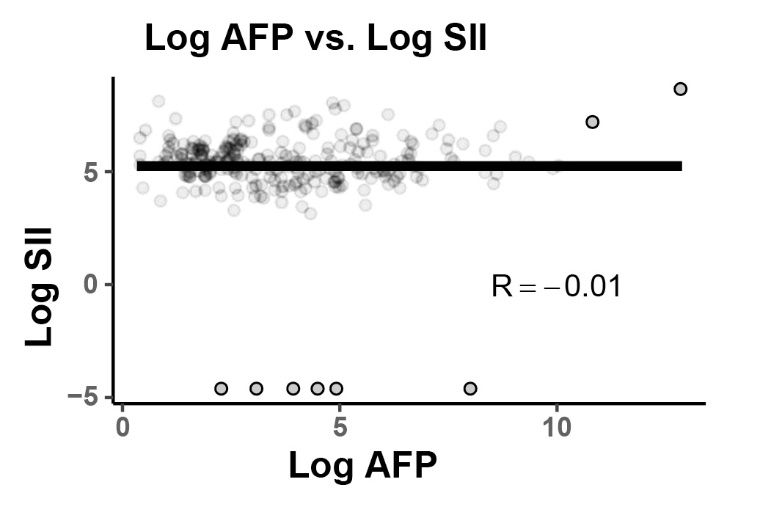 Log AFP vs. Log SII
5
0
−5
Log SII
R = −0.01
0 5 10
Log AFP